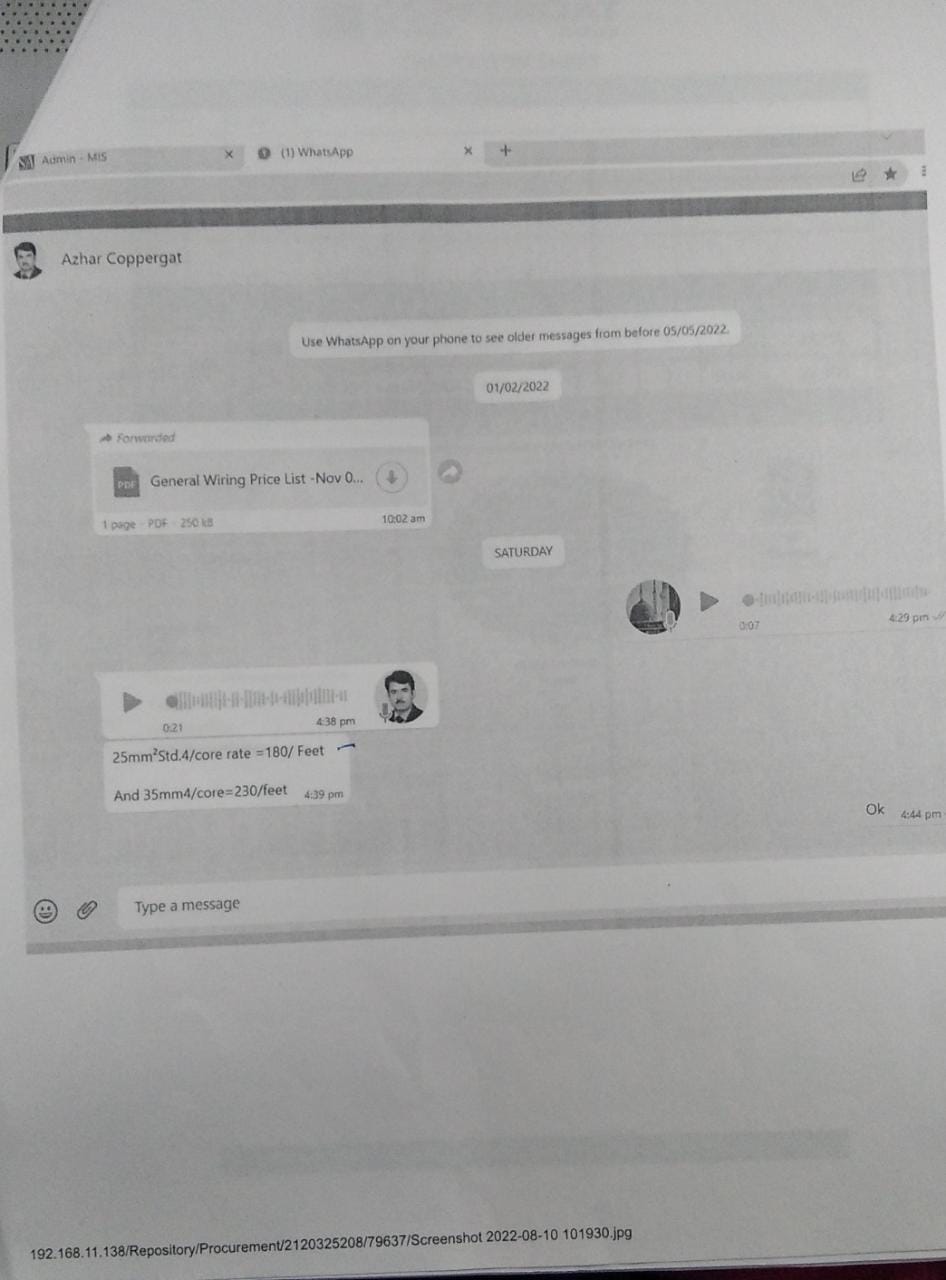 Admin - MIS
(1) WhatsApp
Azhar Coppergat
Use WhatsApp on your phone to see older messages from before 05/05/2022.
01/02/2022
Forwarded
PDF
General Wiring Price List -Nov 0...
1 page · PDF · 250 kB
10:02 am
SATURDAY
0:07
4:29 pm
0:21
4:38 pm
25mm²Std.4/core rate =180/ Feet
And 35mm4/core=230/feet
4:39 pm
Ok
4:44 pm
Type a message
192.168.11.138/Repository/Procurement/2120325208/79637/Screenshot 2022-08-10 101930.jpg